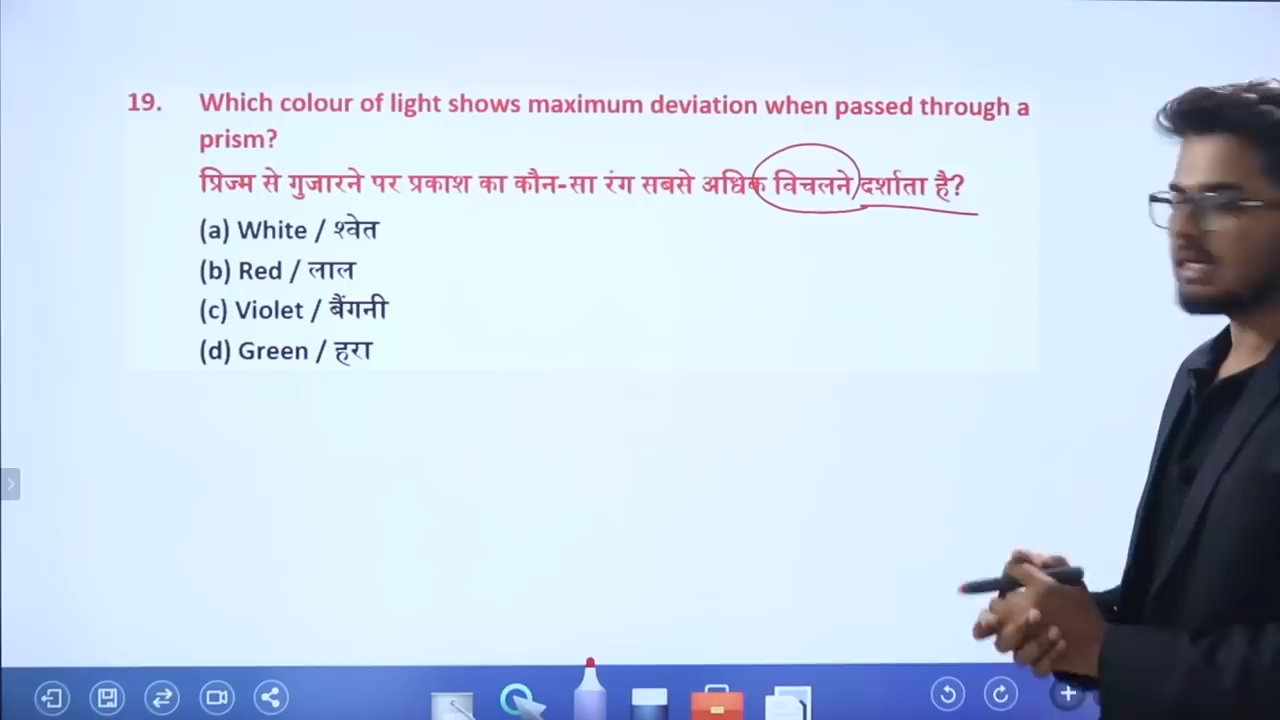 19. Which colour of light shows maximum deviation when passed through a
prism?
प्रिज्म से गुजारने पर प्रकाश का कौन-सा रंग सबसे अधिक विचलने दर्शाता है?
(a) White / श्वेत
(b) Red / लाल
(c) Violet / बैंगनी
(d) Green / हरा